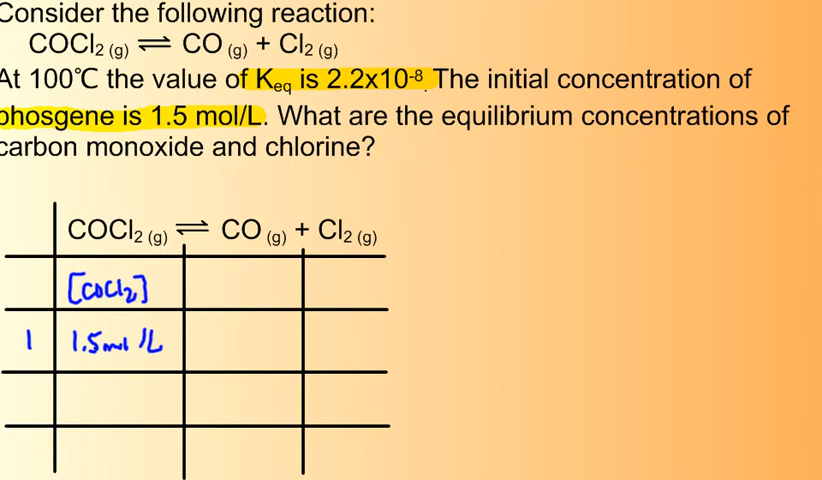 Consider the following reaction:
COCl₂ (g) ⇌ CO (g) + Cl₂ (g)
At 100℃ the value of Keq is 2.2x10⁻⁸. The initial concentration of
phosgene is 1.5 mol/L. What are the equilibrium concentrations of
carbon monoxide and chlorine?
COCl₂ (g) ⇌ CO (g) + Cl₂ (g)
[COCl₂]
I 1.5mol /L